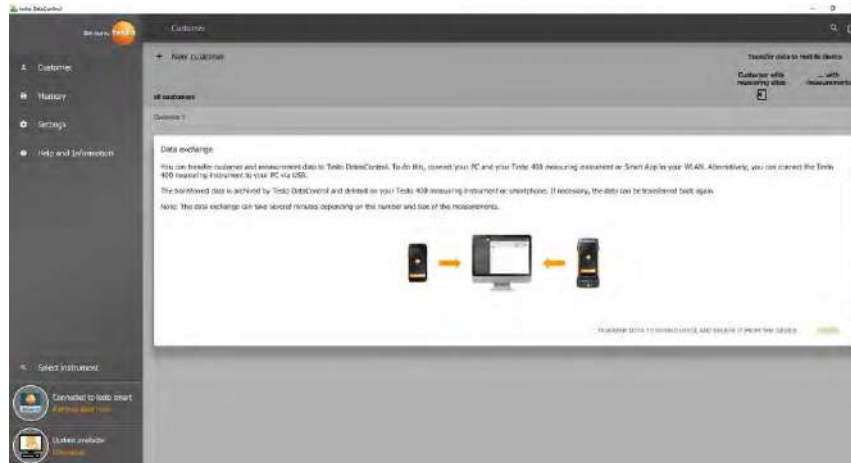 testo DataControl
Be sure. testo
Customer
Customer
Memory
Settings
Help and Information
+ New customer
Transfer data to mobile device
Customer with measuring sites
... with measurements
All customers
Customer
Data exchange
You can transfer customer and measurement data to Testo DataControl. To do this, connect your PC and your Testo 400 measuring instrument or Smart App to your WLAN. Alternatively, you can connect the Testo
400 measuring instrument to your PC via USB.
The transferred data is archived by Testo DataControl and deleted on your Testo 400 measuring instrument or smartphone. If necessary, the data can be transferred back again.
Note: The data exchange can take several minutes depending on the number and size of the measurements.
TRANSFER DATA TO DATACONTROL AND DELETE IT FROM THE DEVICE
Select instrument
Connected to testo smart
Update available